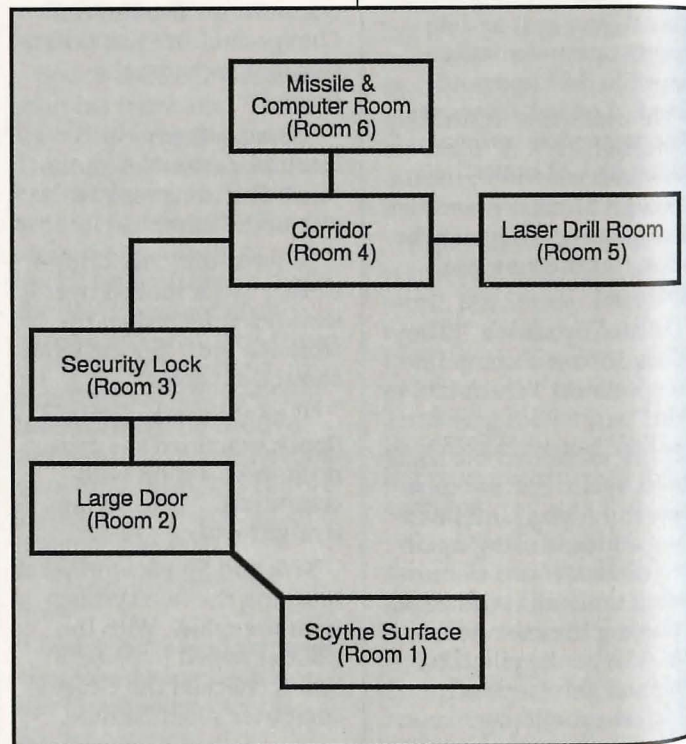 Missile &
Computer Room
(Room 6)
Corridor
(Room 4)
Laser Drill Room
(Room 5)
Security Lock
(Room 3)
Large Door
(Room 2)
Scythe Surface
(Room 1)